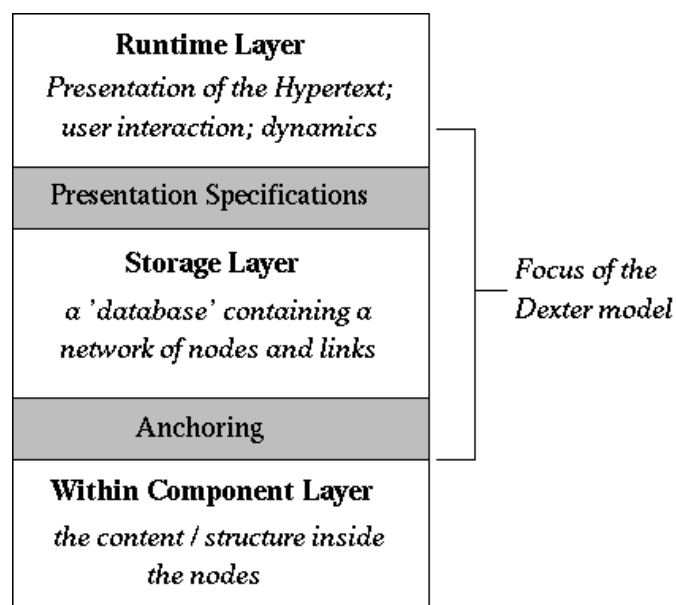 Runtime Layer
Presentation of the Hypertext;
user interaction; dynamics
Presentation Specifications
Storage Layer
a 'database' containing a
network of nodes and links
Focus of the
Dexter model
Anchoring
Within Component Layer
the content / structure inside
the nodes